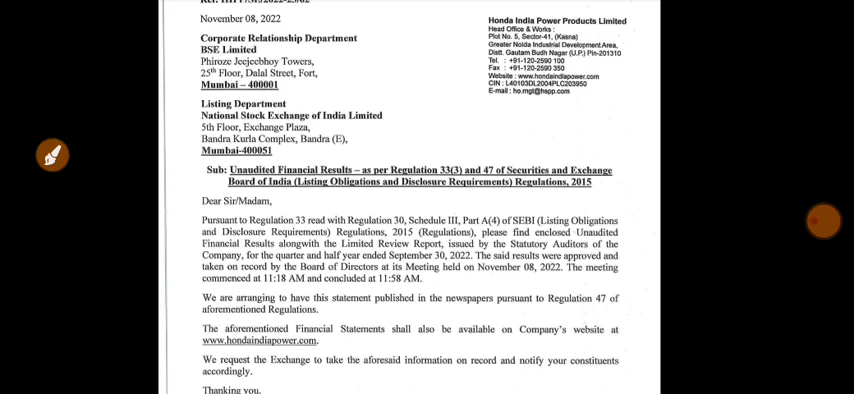 November 08, 2022
Honda India Power Products Limited
Head Office & Works :
Plot No. 5, Sector-41, (Kasna)
Greater Noida Industrial Development Area,
Distt. Gautam Budh Nagar (U.P.) Pin-201310
Tel. : +91-120-2590 100
Fax : +91-120-2590 350
Website : www.hondaindiapower.com
CIN : L40103DL2004PLC203950
E-mail : ho.mgt@hspp.com
Corporate Relationship Department
BSE Limited
Phiroze Jeejeebhoy Towers,
25th Floor, Dalal Street, Fort,
Mumbai – 400001
Listing Department
National Stock Exchange of India Limited
5th Floor, Exchange Plaza,
Bandra Kurla Complex, Bandra (E),
Mumbai-400051
Sub: Unaudited Financial Results – as per Regulation 33(3) and 47 of Securities and Exchange
Board of India (Listing Obligations and Disclosure Requirements) Regulations, 2015
Dear Sir/Madam,
Pursuant to Regulation 33 read with Regulation 30, Schedule III, Part A(4) of SEBI (Listing Obligations
and Disclosure Requirements) Regulations, 2015 (Regulations), please find enclosed Unaudited
Financial Results alongwith the Limited Review Report, issued by the Statutory Auditors of the
Company, for the quarter and half year ended September 30, 2022. The said results were approved and
taken on record by the Board of Directors at its Meeting held on November 08, 2022. The meeting
commenced at 11:18 AM and concluded at 11:58 AM.
We are arranging to have this statement published in the newspapers pursuant to Regulation 47 of
aforementioned Regulations.
The aforementioned Financial Statements shall also be available on Company's website at
www.hondaindiapower.com.
We request the Exchange to take the aforesaid information on record and notify your constituents
accordingly.
Thanking you,